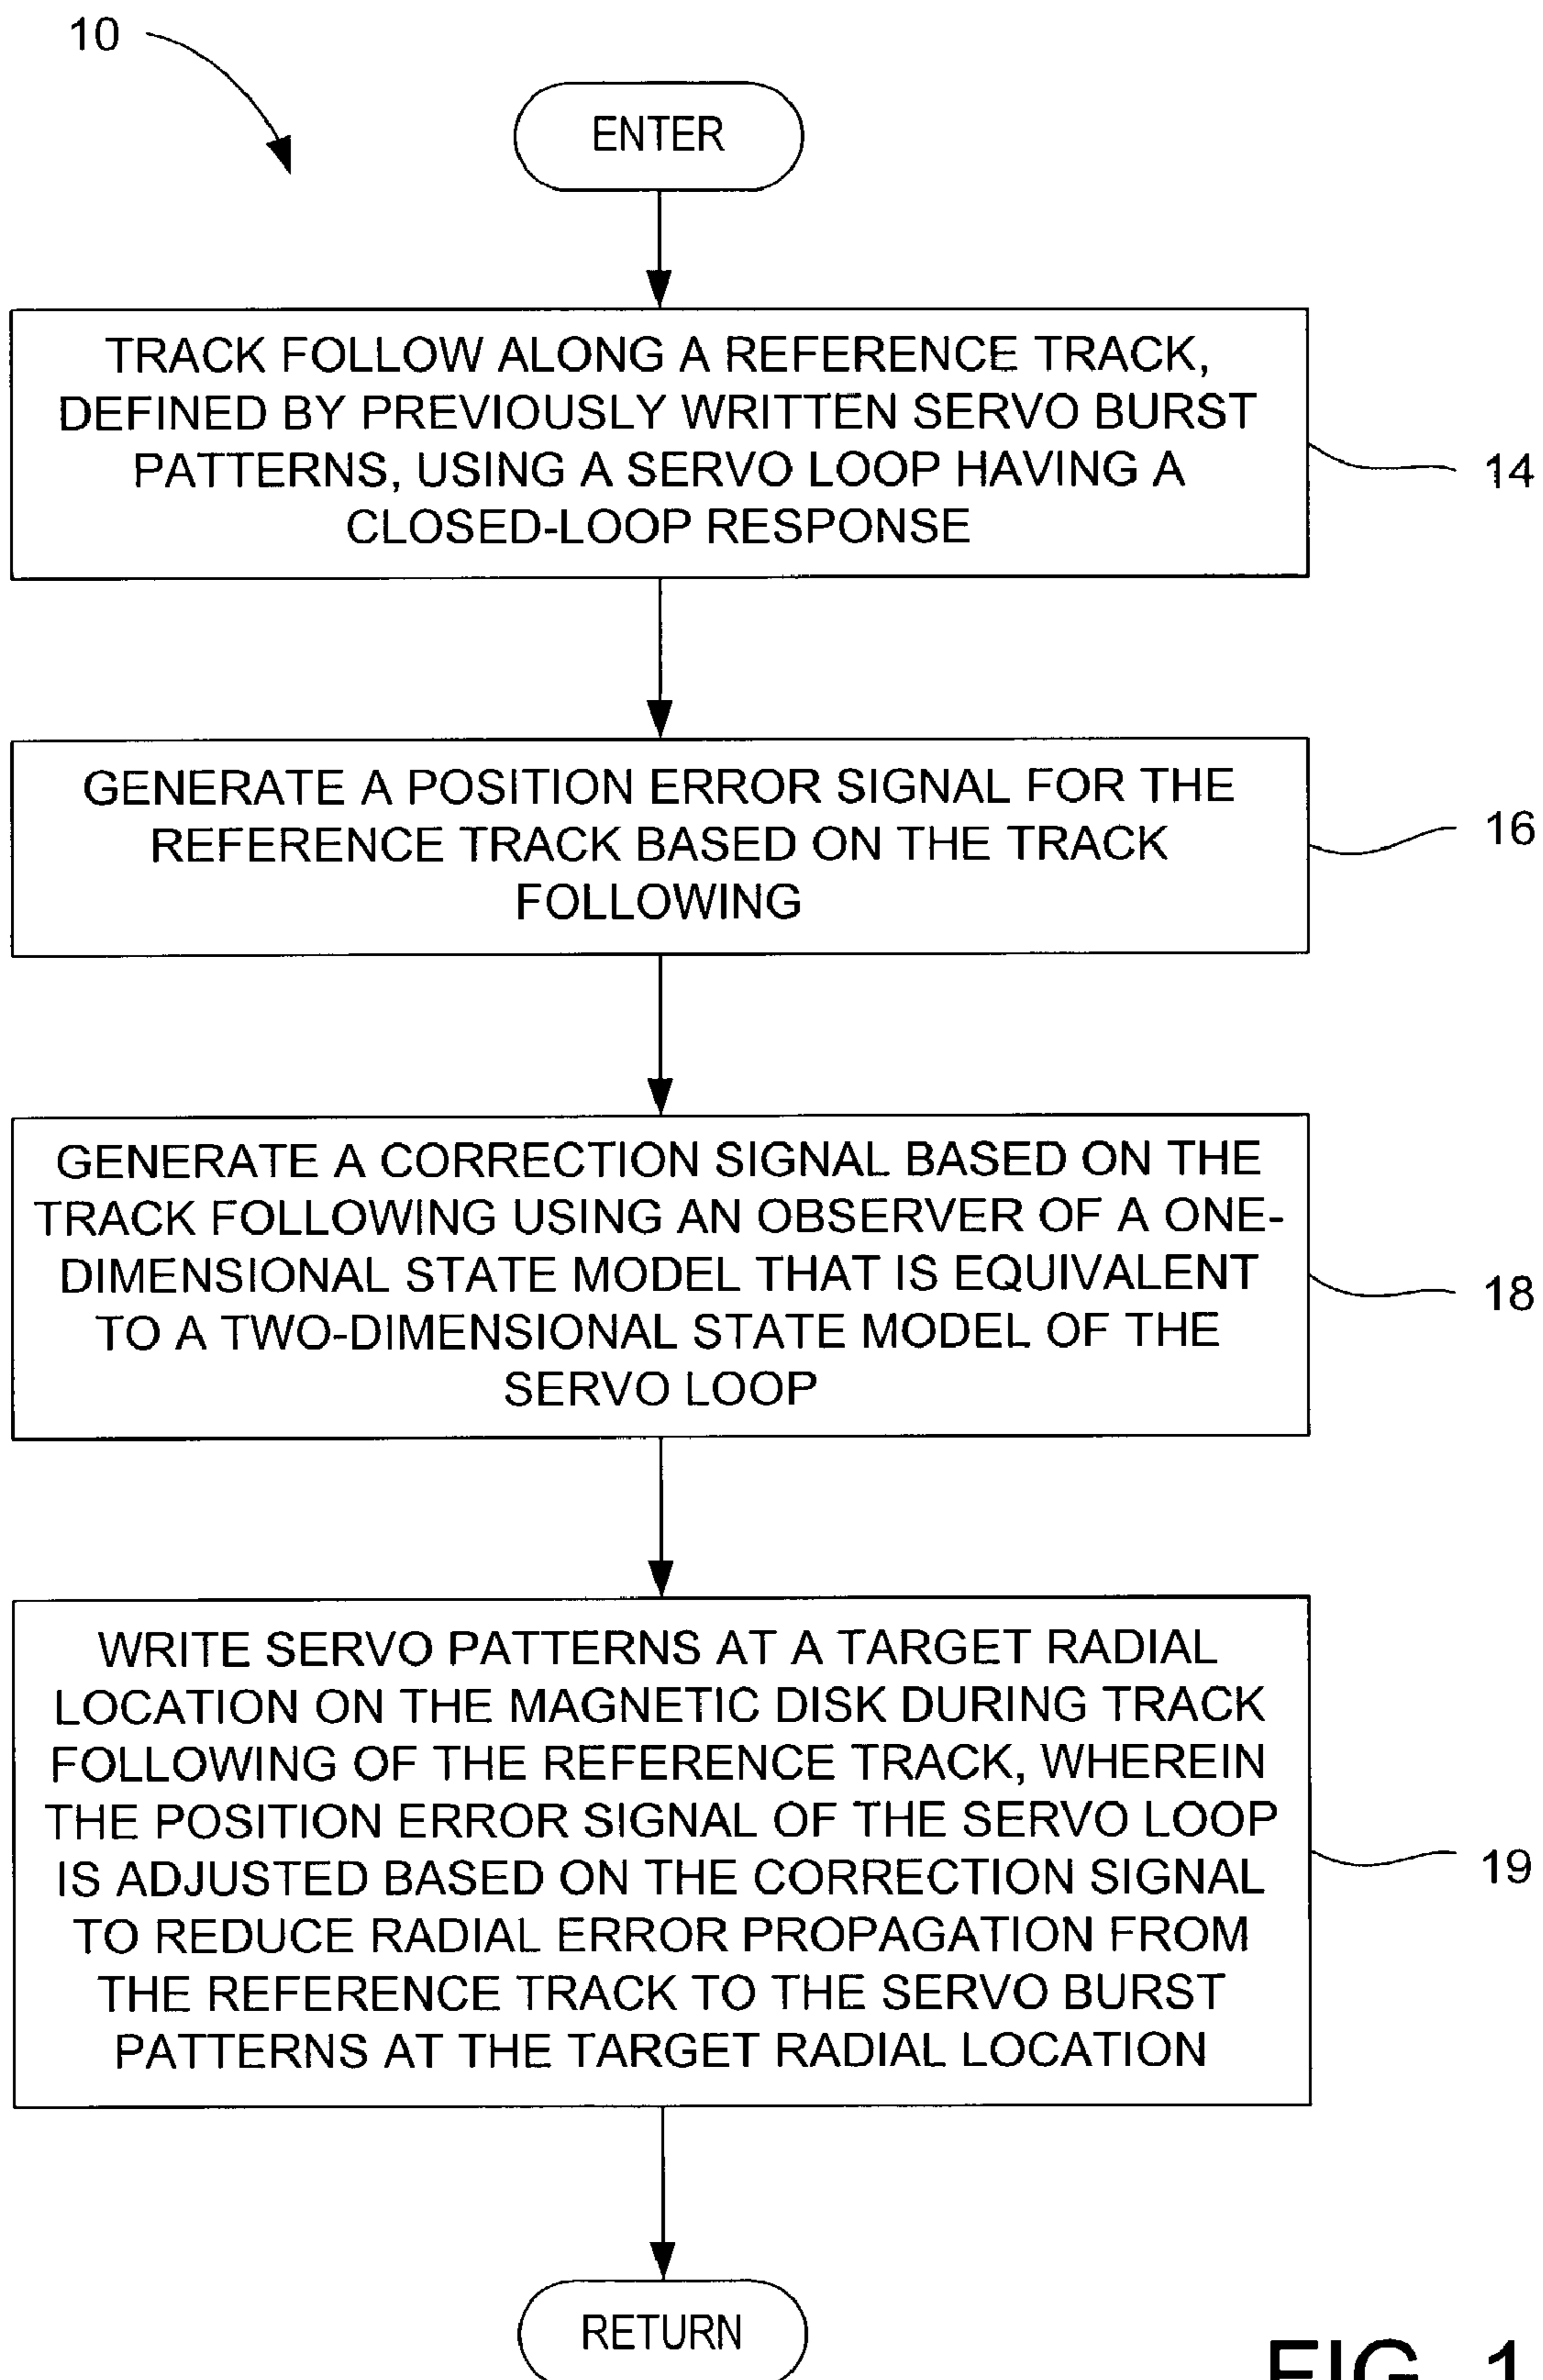 10
ENTER
TRACK FOLLOW ALONG A REFERENCE TRACK,
DEFINED BY PREVIOUSLY WRITTEN SERVO BURST
PATTERNS, USING A SERVO LOOP HAVING A
CLOSED-LOOP RESPONSE
14
GENERATE A POSITION ERROR SIGNAL FOR THE
REFERENCE TRACK BASED ON THE TRACK
FOLLOWING
16
GENERATE A CORRECTION SIGNAL BASED ON THE
TRACK FOLLOWING USING AN OBSERVER OF A ONE-
DIMENSIONAL STATE MODEL THAT IS EQUIVALENT
TO A TWO-DIMENSIONAL STATE MODEL OF THE
SERVO LOOP
18
WRITE SERVO PATTERNS AT A TARGET RADIAL
LOCATION ON THE MAGNETIC DISK DURING TRACK
FOLLOWING OF THE REFERENCE TRACK, WHEREIN
THE POSITION ERROR SIGNAL OF THE SERVO LOOP
IS ADJUSTED BASED ON THE CORRECTION SIGNAL
TO REDUCE RADIAL ERROR PROPAGATION FROM
THE REFERENCE TRACK TO THE SERVO BURST
PATTERNS AT THE TARGET RADIAL LOCATION
19
RETURN
FIG. 1